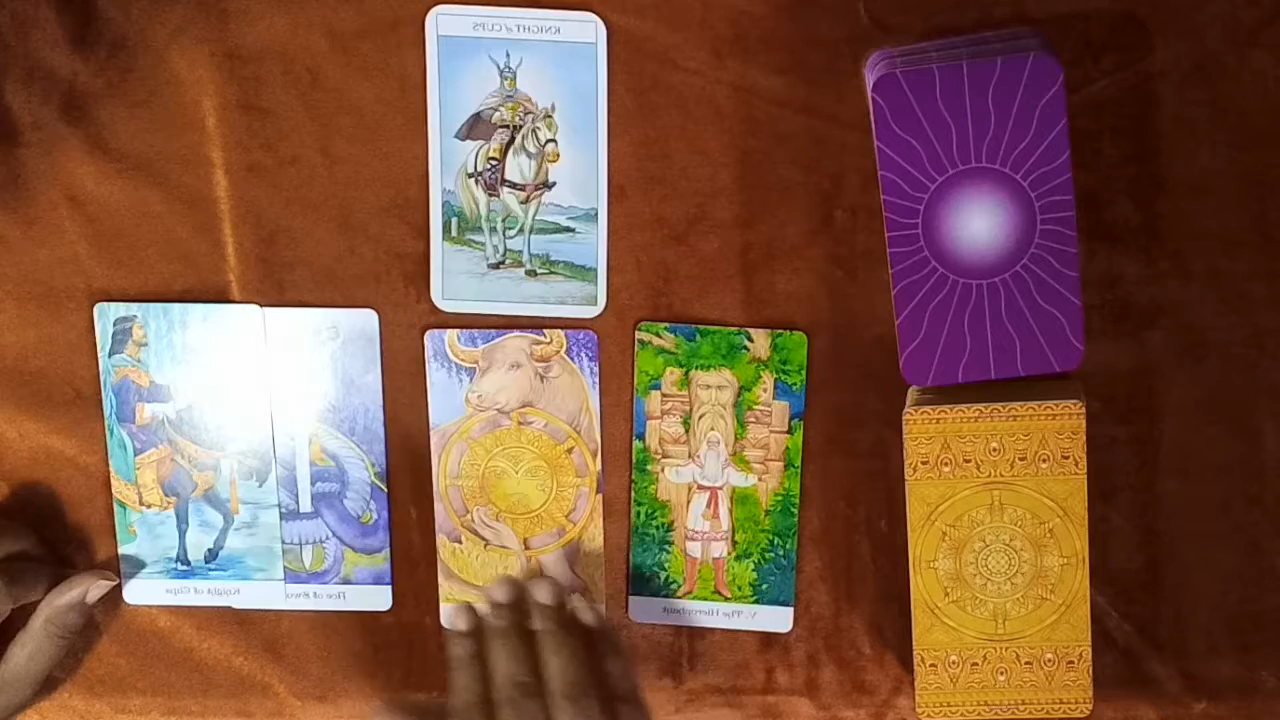 KNIGHT of CUPS
Knight of Cups
Ace of Swo
V. The Hierophant